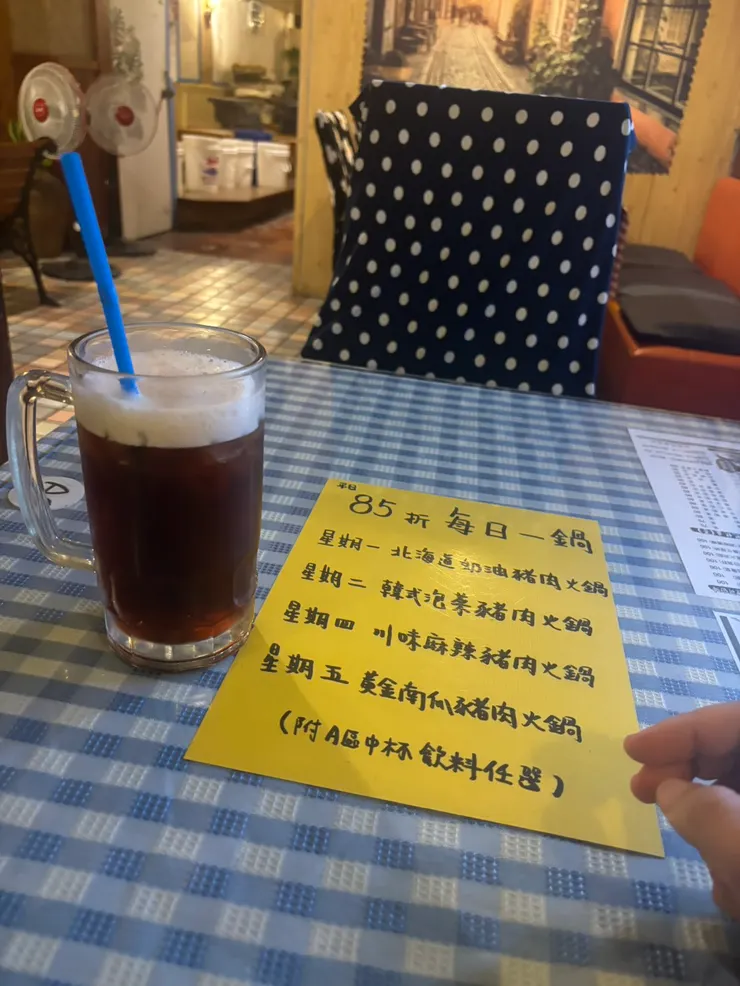 平日
85折 每日一鍋
星期一 北海道奶油豬肉火鍋
星期二 韓式泡菜豬肉火鍋
星期四 川味麻辣豬肉火鍋
星期五 黃金南瓜豬肉火鍋
(附A區中杯飲料任選)